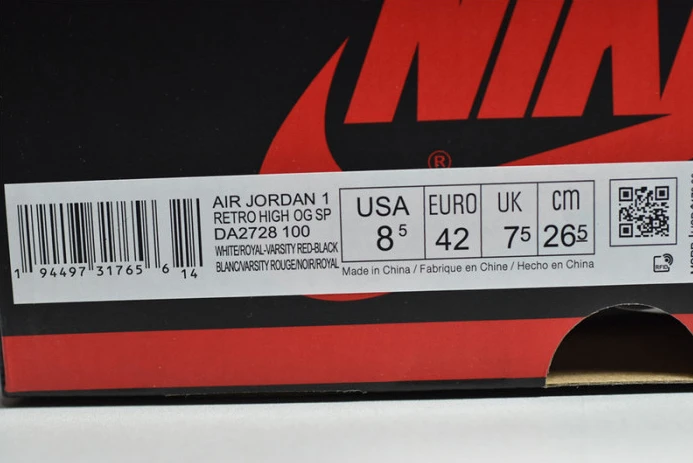 NIKE
®
AIR JORDAN 1
RETRO HIGH OG SP
DA2728 100
WHITE/ROYAL-VARSITY RED-BLACK
BLANC/VARSITY ROUGE/NOIR/ROYAL
USA EURO UK cm
8 5 42 7 5 26 5
Made in China / Fabrique en Chine / Hecho en China
1 94497 31765 6 14
RFID